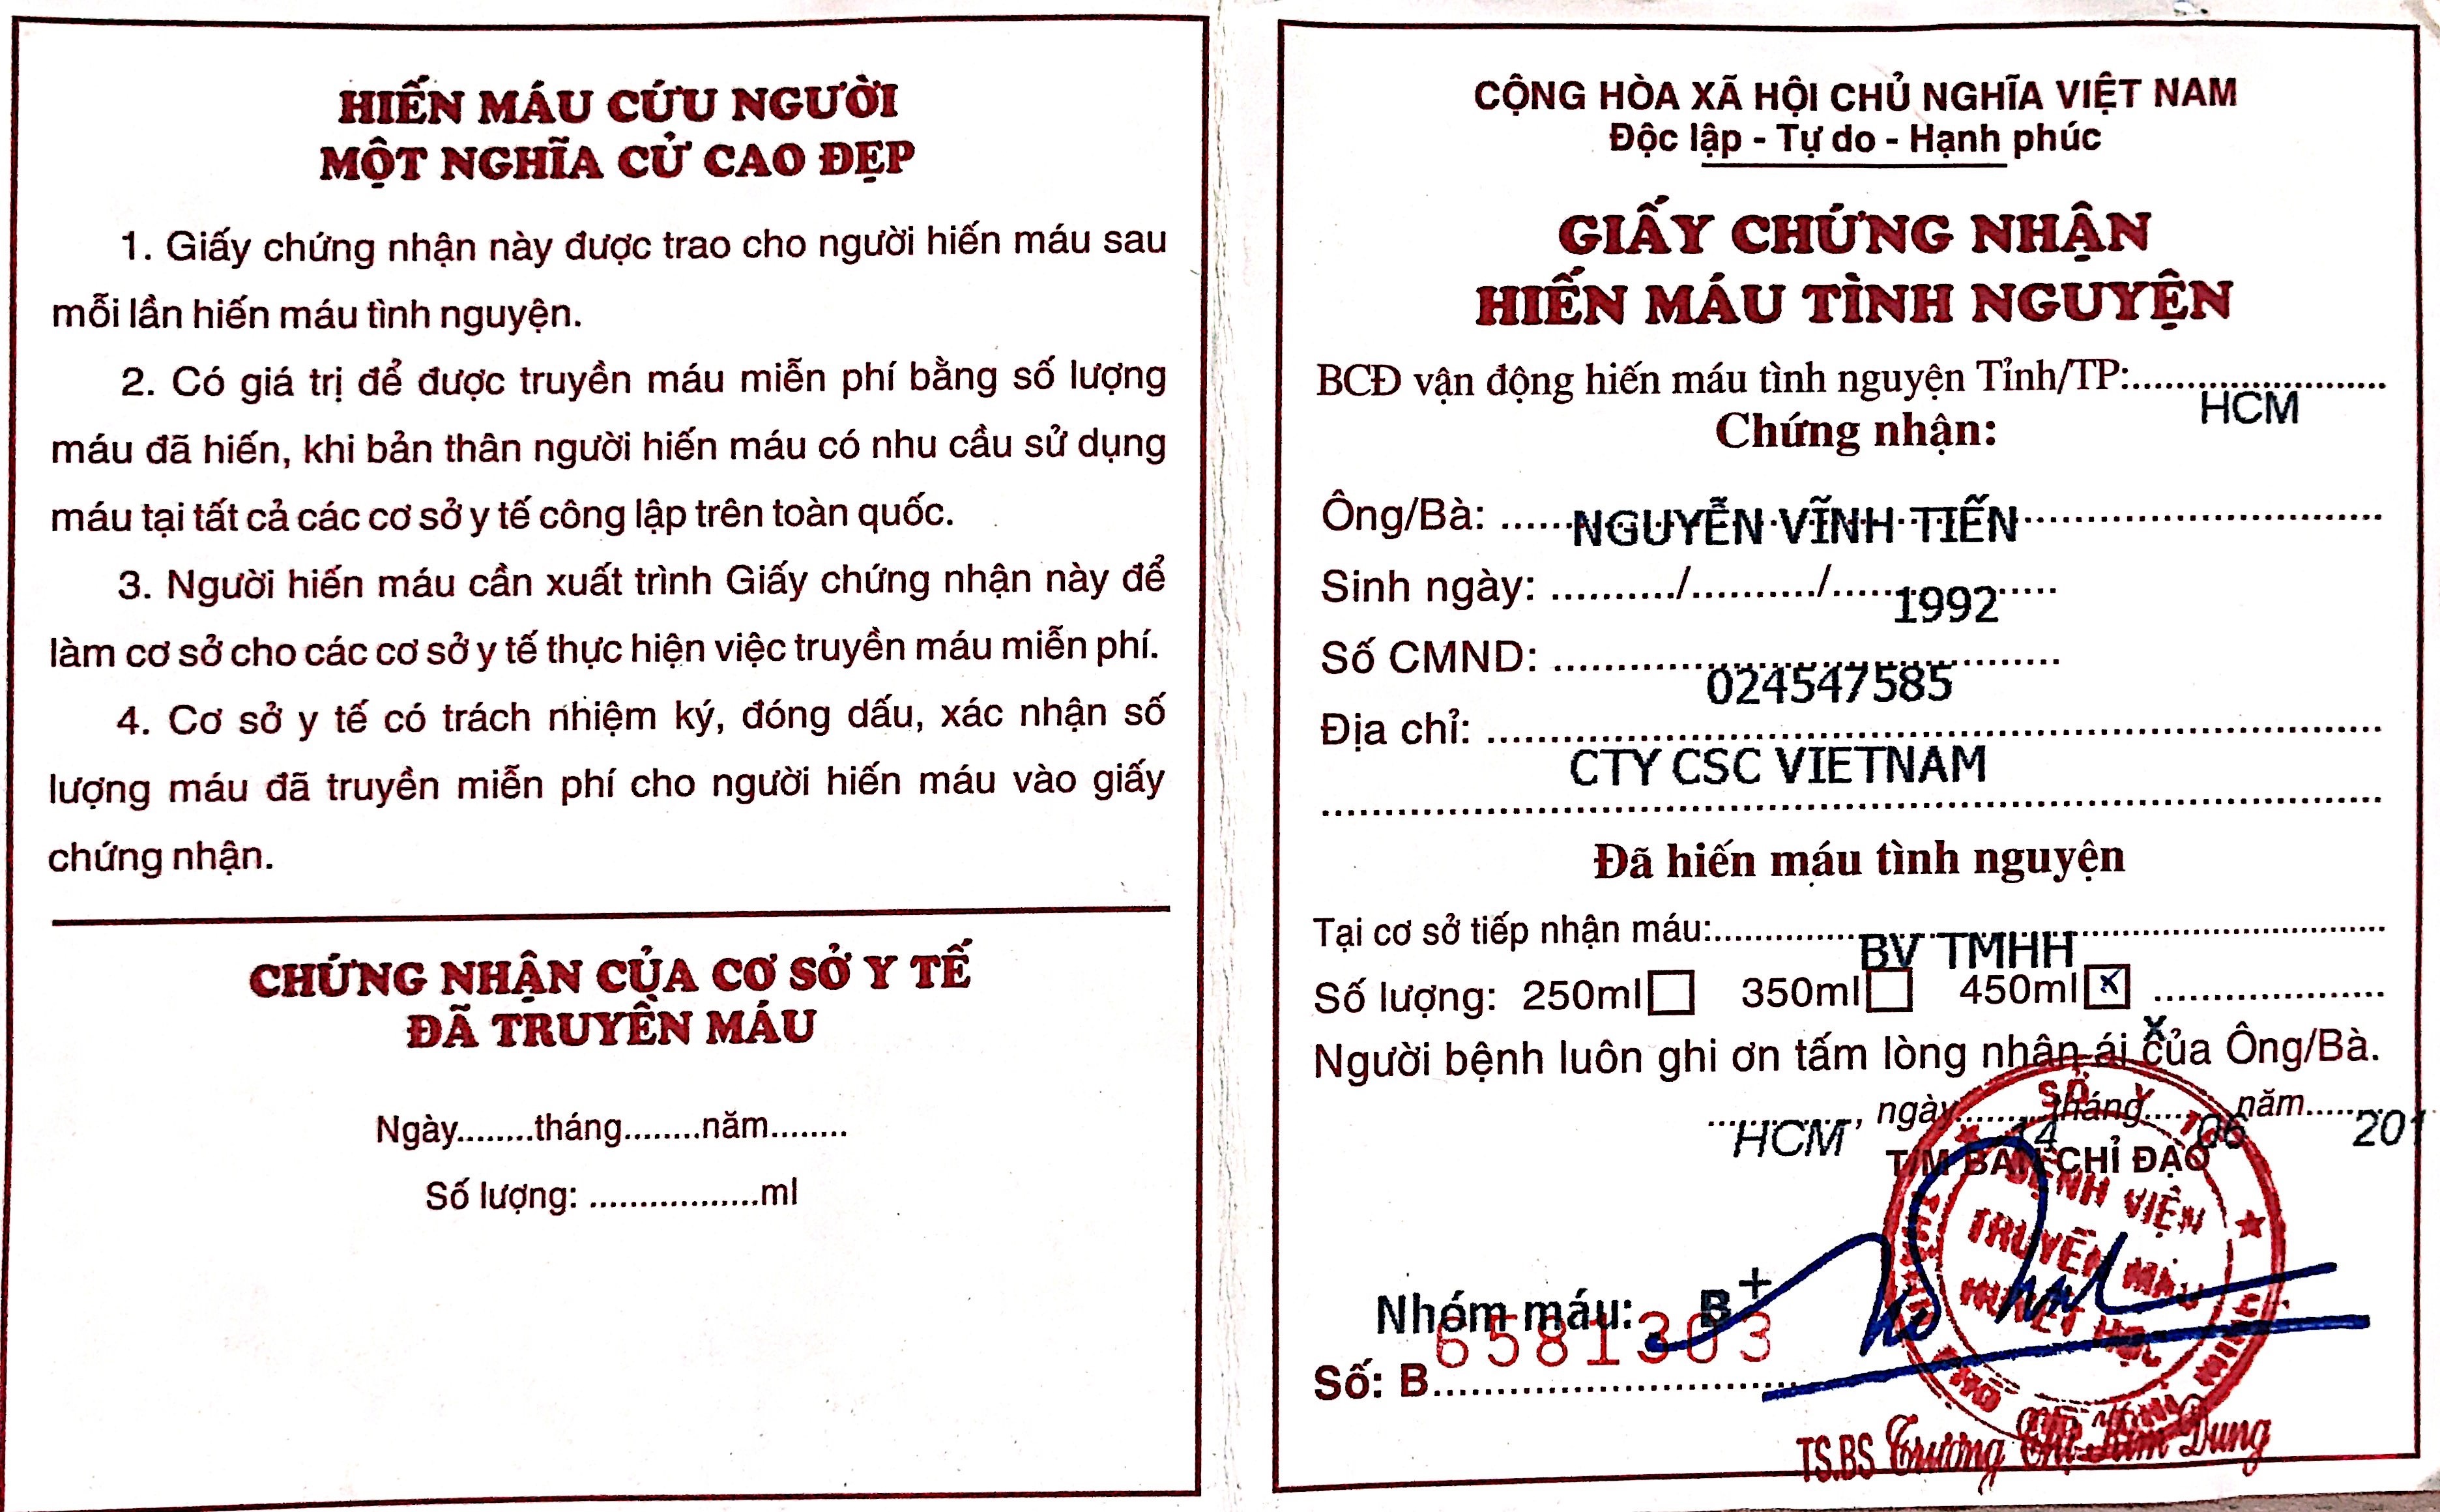 HIẾN MÁU CỨU NGƯỜI
MỘT NGHĨA CỬ CAO ĐẸP
1. Giấy chứng nhận này được trao cho người hiến máu sau
mỗi lần hiến máu tình nguyện.
2. Có giá trị để được truyền máu miễn phí bằng số lượng
máu đã hiến, khi bản thân người hiến máu có nhu cầu sử dụng
máu tại tất cả các cơ sở y tế công lập trên toàn quốc.
3. Người hiến máu cần xuất trình Giấy chứng nhận này để
làm cơ sở cho các cơ sở y tế thực hiện việc truyền máu miễn phí.
4. Cơ sở y tế có trách nhiệm ký, đóng dấu, xác nhận số
lượng máu đã truyền miễn phí cho người hiến máu vào giấy
chứng nhận.
CHỨNG NHẬN CỦA CƠ SỞ Y TẾ
ĐÃ TRUYỀN MÁU
Ngày........tháng........năm........
Số lượng: .................ml
CỘNG HÒA XÃ HỘI CHỦ NGHĨA VIỆT NAM
Độc lập - Tự do - Hạnh phúc
GIẤY CHỨNG NHẬN
HIẾN MÁU TÌNH NGUYỆN
BCĐ vận động hiến máu tình nguyện Tỉnh/TP: HCM
Chứng nhận:
Ông/Bà: NGUYỄN VĨNH TIẾN
Sinh ngày: ........../........../ 1992
Số CMND: 024547585
Địa chỉ: CTY CSC VIETNAM
Đã hiến máu tình nguyện
Tại cơ sở tiếp nhận máu: BV TMHH
Số lượng: 250ml 350ml 450ml x
x
Người bệnh luôn ghi ơn tấm lòng nhân ái của Ông/Bà.
HCM, ngày 14 tháng 06 năm 201
T/M BAN CHỈ ĐẠO
SỞ Y TẾ
BỆNH VIỆN
TRUYỀN MÁU
HUYẾT HỌC
Nhóm máu: B+
Số: B 6581303
TS.BS Trương Thị Kim Dung